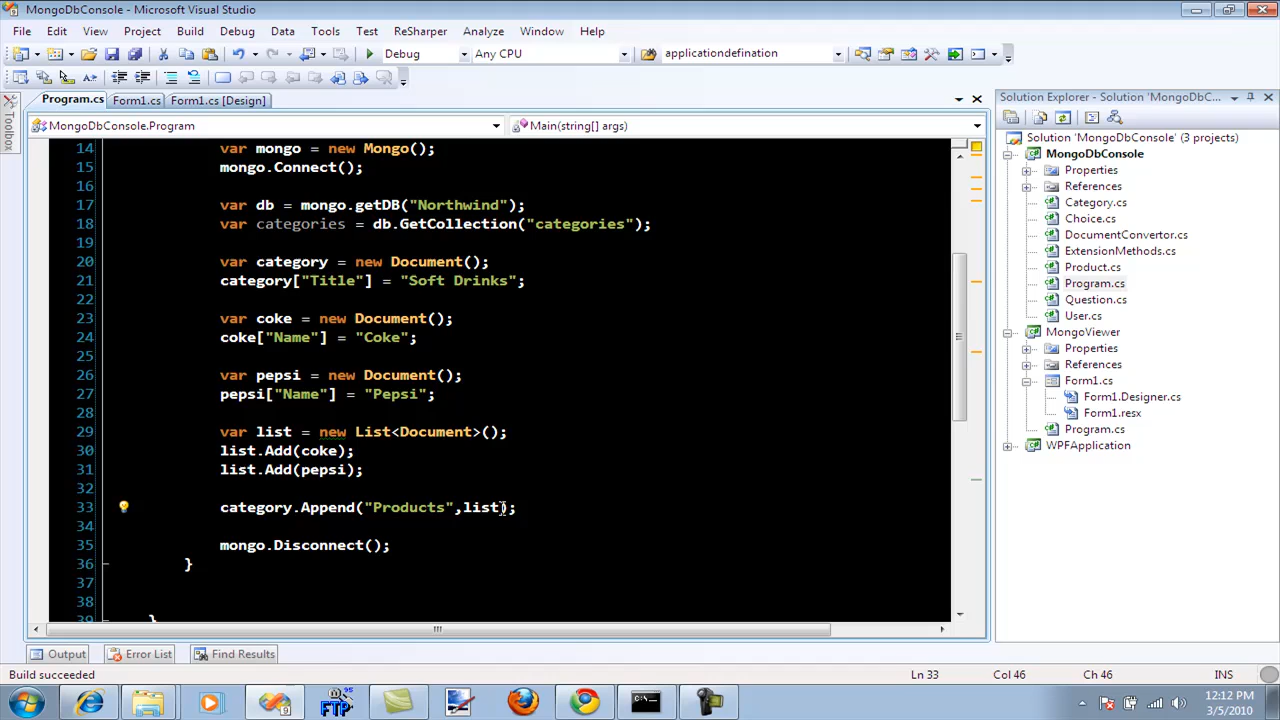 MongoDbConsole - Microsoft Visual Studio
File Edit View Project Build Debug Data Tools Test ReSharper Analyze Window Help
Debug Any CPU applicationdefination
Program.cs Form1.cs Form1.cs [Design]
MongoDbConsole.Program Main(string[] args)
Toolbox
14 var mongo = new Mongo();
15 mongo.Connect();
16
17 var db = mongo.getDB("Northwind");
18 var categories = db.GetCollection("categories");
19
20 var category = new Document();
21 category["Title"] = "Soft Drinks";
22
23 var coke = new Document();
24 coke["Name"] = "Coke";
25
26 var pepsi = new Document();
27 pepsi["Name"] = "Pepsi";
28
29 var list = new List<Document>();
30 list.Add(coke);
31 list.Add(pepsi);
32
33 category.Append("Products",list);
34
35 mongo.Disconnect();
36 }
37
38
39 }
Solution Explorer - Solution 'MongoDbC...
Solution 'MongoDbConsole' (3 projects)
MongoDbConsole
Properties
References
Category.cs
Choice.cs
DocumentConvertor.cs
ExtensionMethods.cs
Product.cs
Program.cs
Question.cs
User.cs
MongoViewer
Properties
References
Form1.cs
Form1.Designer.cs
Form1.resx
Program.cs
WPFApplication
Output Error List Find Results
Build succeeded Ln 33 Col 46 Ch 46 INS
FTP
12:12 PM
3/5/2010